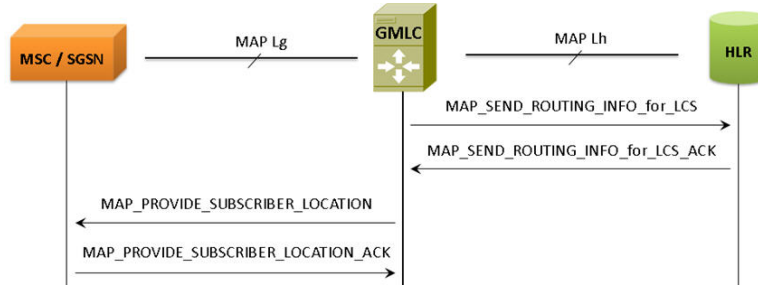 MAP Lg
GMLC
MAP Lh
MSC / SGSN
HLR
MAP_SEND_ROUTING_INFO_for_LCS
MAP_SEND_ROUTING_INFO_for_LCS_ACK
MAP_PROVIDE_SUBSCRIBER_LOCATION
MAP_PROVIDE_SUBSCRIBER_LOCATION_ACK